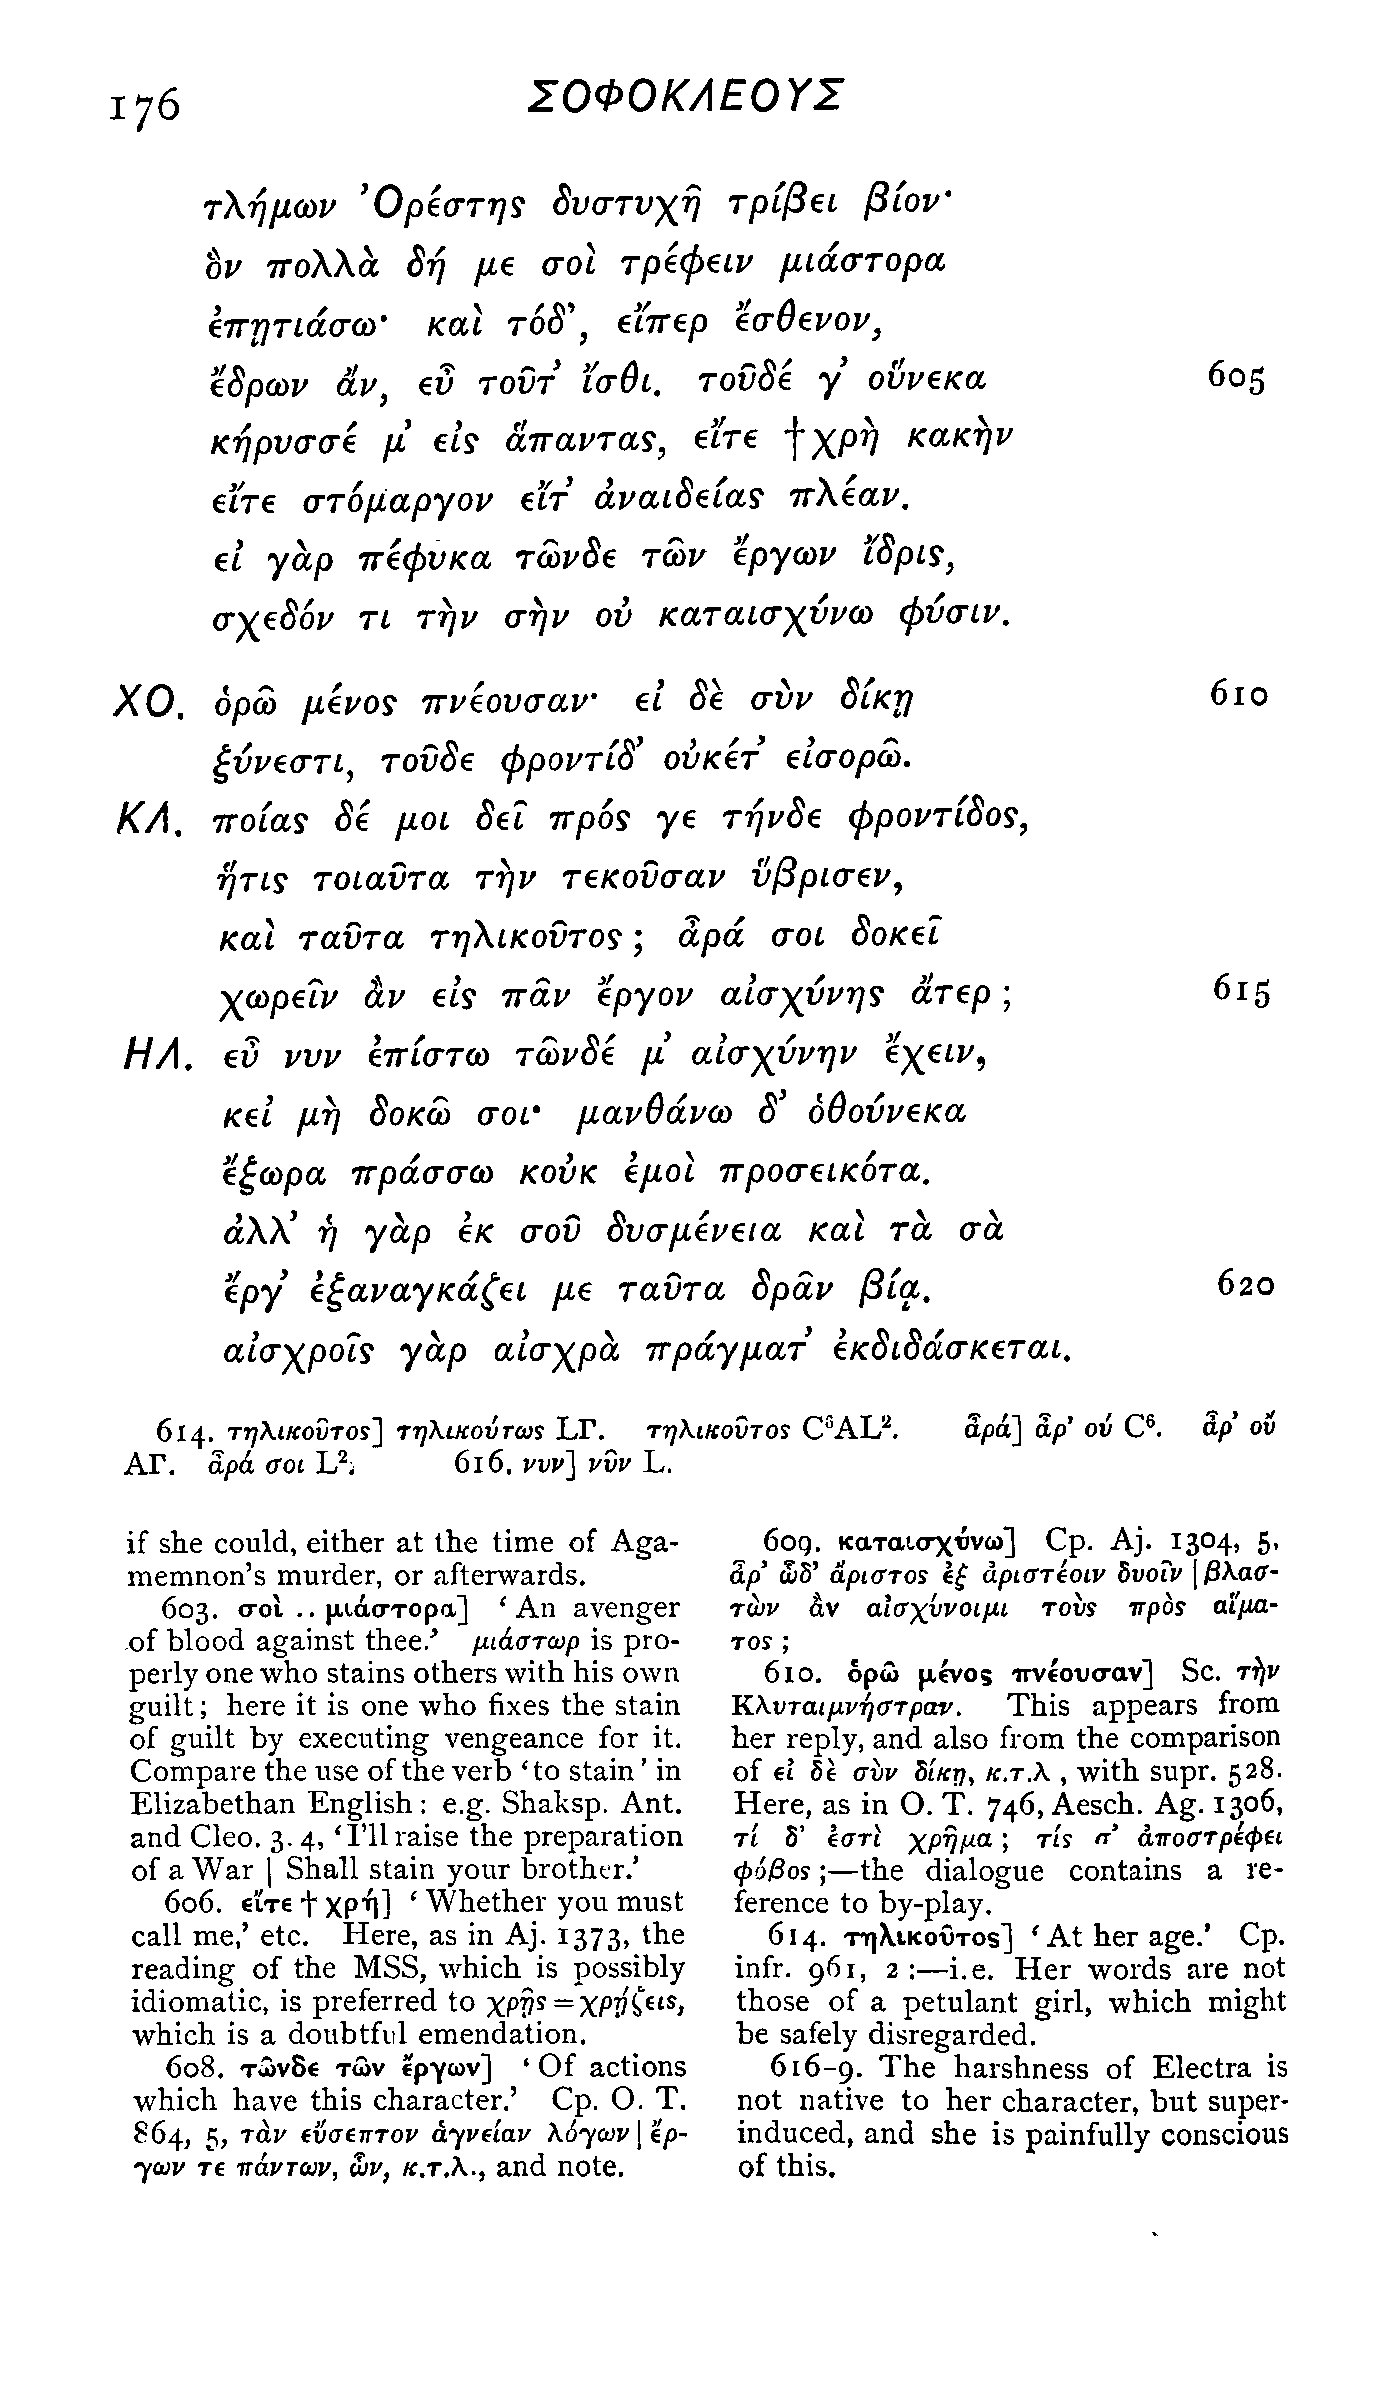 176 ΣΟΦΟΚΛΕΟΥΣ
τλήμων Ὀρέστης δυστυχῆ τρίβει βίον·
ὃν πολλὰ δή με σοὶ τρέφειν μιάστορα
ἐπῃτιάσω· καὶ τόδ’, εἴπερ ἔσθενον,
ἔδρων ἄν, εὖ τοῦτ’ ἴσθι. τοῦδέ γ’ οὕνεκα 605
κήρυσσέ μ’ εἰς ἅπαντας, εἴτε †χρὴ κακὴν
εἴτε στόμαργον εἴτ’ ἀναιδείας πλέαν.
εἰ γὰρ πέφυκα τῶνδε τῶν ἔργων ἴδρις,
σχεδόν τι τὴν σὴν οὐ καταισχύνω φύσιν.
ΧΟ. ὁρῶ μένος πνέουσαν· εἰ δὲ σὺν δίκῃ 610
ξύνεστι, τοῦδε φροντίδ’ οὐκέτ’ εἰσορῶ.
ΚΛ. ποίας δέ μοι δεῖ πρός γε τήνδε φροντίδος,
ἥτις τοιαῦτα τὴν τεκοῦσαν ὕβρισεν,
καὶ ταῦτα τηλικοῦτος; ἆρά σοι δοκεῖ
χωρεῖν ἂν εἰς πᾶν ἔργον αἰσχύνης ἄτερ; 615
ΗΛ. εὖ νυν ἐπίστω τῶνδέ μ’ αἰσχύνην ἔχειν,
κεἰ μὴ δοκῶ σοι· μανθάνω δ’ ὁθούνεκα
ἔξωρα πράσσω κοὐκ ἐμοὶ προσεικότα.
ἀλλ’ ἡ γὰρ ἐκ σοῦ δυσμένεια καὶ τὰ σὰ
ἔργ’ ἐξαναγκάζει με ταῦτα δρᾶν βίᾳ. 620
αἰσχροῖς γὰρ αἰσχρὰ πράγματ’ ἐκδιδάσκεται.
614. τηλικοῦτος] τηλικούτως LΓ. τηλικοῦτος C⁶AL². ἆρά] ἆρ’ οὐ C⁶. ἆρ’ οὔ
ΑΓ. ἆρά σοι L². 616. νυν] νῦν L.
if she could, either at the time of Aga-
memnon's murder, or afterwards.
603. σοὶ .. μιάστορα] ‘An avenger
of blood against thee.’ μιάστωρ is pro-
perly one who stains others with his own
guilt; here it is one who fixes the stain
of guilt by executing vengeance for it.
Compare the use of the verb ‘to stain’ in
Elizabethan English: e.g. Shaksp. Ant.
and Cleo. 3. 4, ‘I'll raise the preparation
of a War | Shall stain your brother.’
606. εἴτε † χρή] ‘Whether you must
call me,’ etc. Here, as in Aj. 1373, the
reading of the MSS, which is possibly
idiomatic, is preferred to χρῇς = χρῄζεις,
which is a doubtful emendation.
608. τῶνδε τῶν ἔργων] ‘Of actions
which have this character.’ Cp. O. T.
864, 5, τὰν εὔσεπτον ἁγνείαν λόγων | ἔρ-
γων τε πάντων, ὧν, κ.τ.λ., and note.
609. καταισχύνω] Cp. Aj. 1304, 5,
ἆρ’ ὧδ’ ἄριστος ἐξ ἀριστέοιν δυοῖν | βλασ-
τὼν ἂν αἰσχύνοιμι τοὺς πρὸς αἵμα-
τος;
610. ὁρῶ μένος πνέουσαν] Sc. τὴν
Κλυταιμνήστραν. This appears from
her reply, and also from the comparison
of εἰ δὲ σὺν δίκῃ, κ.τ.λ , with supr. 528.
Here, as in O. T. 746, Aesch. Ag. 1306,
τί δ’ ἐστὶ χρῆμα; τίς σ’ ἀποστρέφει
φόβος;—the dialogue contains a re-
ference to by-play.
614. τηλικοῦτος] ‘At her age.’ Cp.
infr. 961, 2:—i.e. Her words are not
those of a petulant girl, which might
be safely disregarded.
616-9. The harshness of Electra is
not native to her character, but super-
induced, and she is painfully conscious
of this.